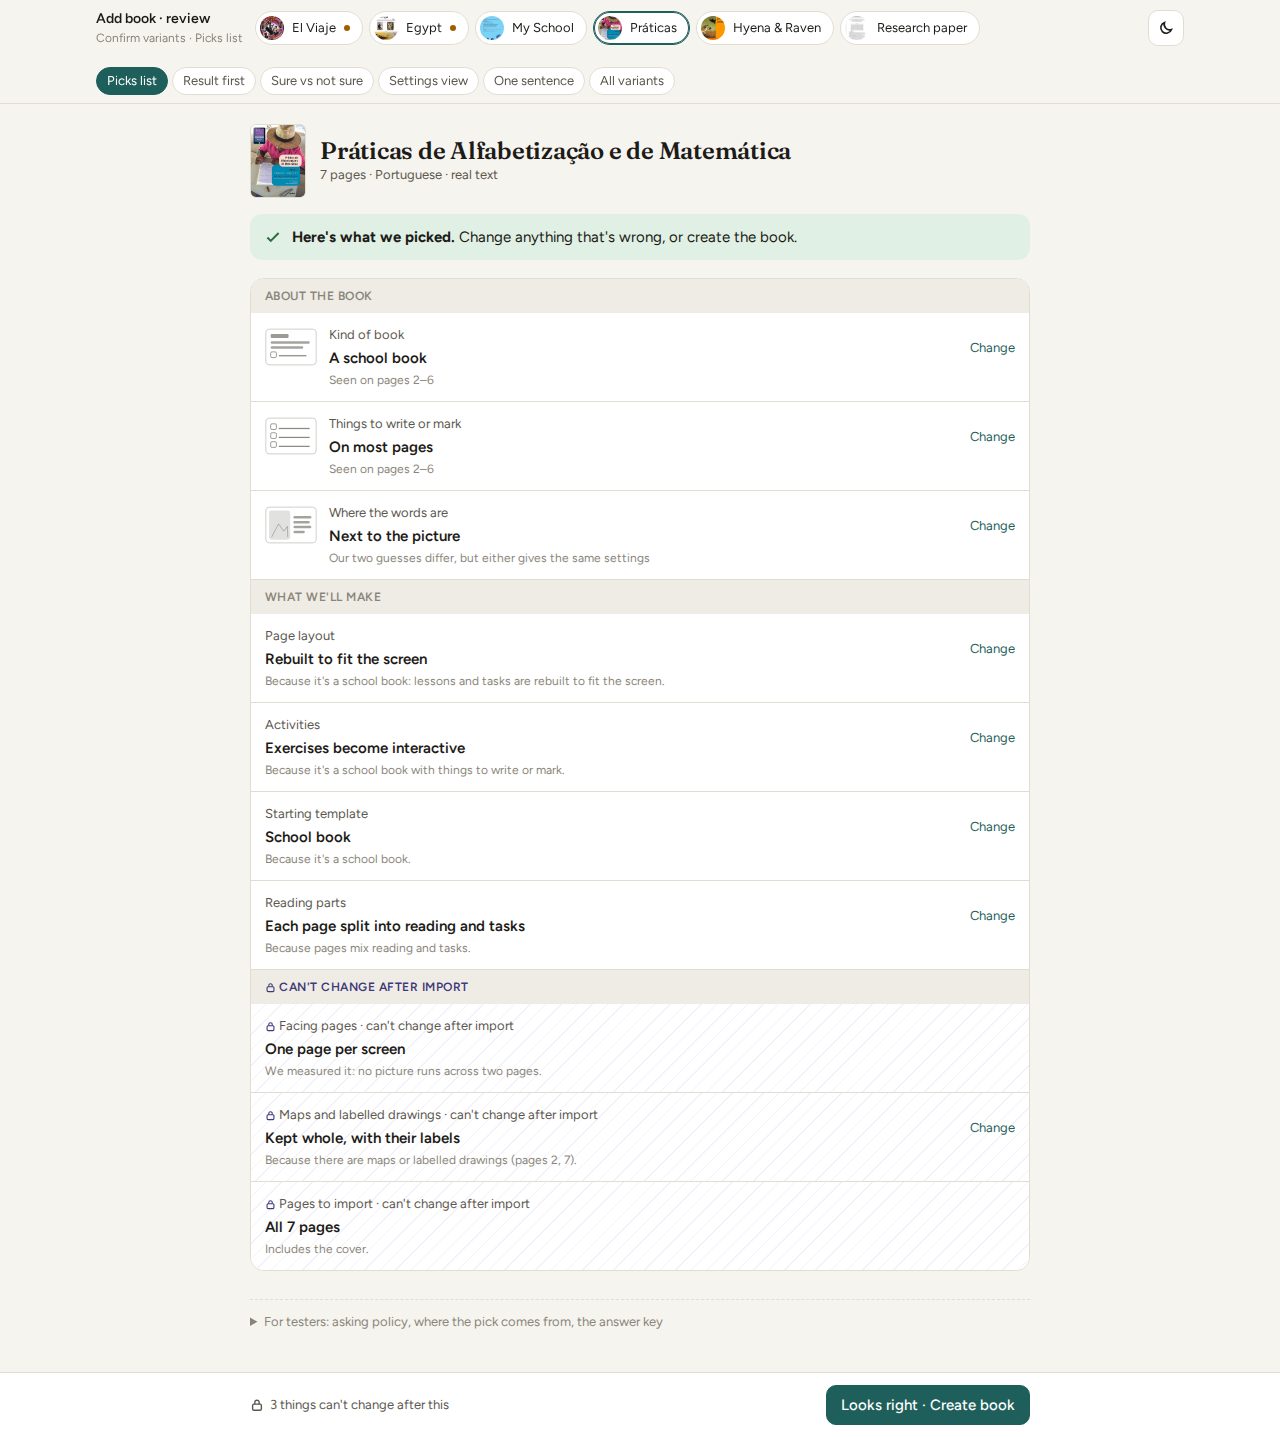 Add book · review
Confirm variants · Picks list
El Viaje
Egypt
My School
Práticas
Hyena & Raven
Research paper
Picks list
Result first
Sure vs not sure
Settings view
One sentence
All variants
Práticas de Alfabetização e de Matemática
7 pages · Portuguese · real text
Here's what we picked. Change anything that's wrong, or create the book.
ABOUT THE BOOK
Kind of book
A school book
Seen on pages 2–6
Change
Things to write or mark
On most pages
Seen on pages 2–6
Change
Where the words are
Next to the picture
Our two guesses differ, but either gives the same settings
Change
WHAT WE'LL MAKE
Page layout
Rebuilt to fit the screen
Because it's a school book: lessons and tasks are rebuilt to fit the screen.
Change
Activities
Exercises become interactive
Because it's a school book with things to write or mark.
Change
Starting template
School book
Because it's a school book.
Change
Reading parts
Each page split into reading and tasks
Because pages mix reading and tasks.
Change
CAN'T CHANGE AFTER IMPORT
Facing pages · can't change after import
One page per screen
We measured it: no picture runs across two pages.
Maps and labelled drawings · can't change after import
Kept whole, with their labels
Because there are maps or labelled drawings (pages 2, 7).
Change
Pages to import · can't change after import
All 7 pages
Includes the cover.
For testers: asking policy, where the pick comes from, the answer key
3 things can't change after this
Looks right · Create book